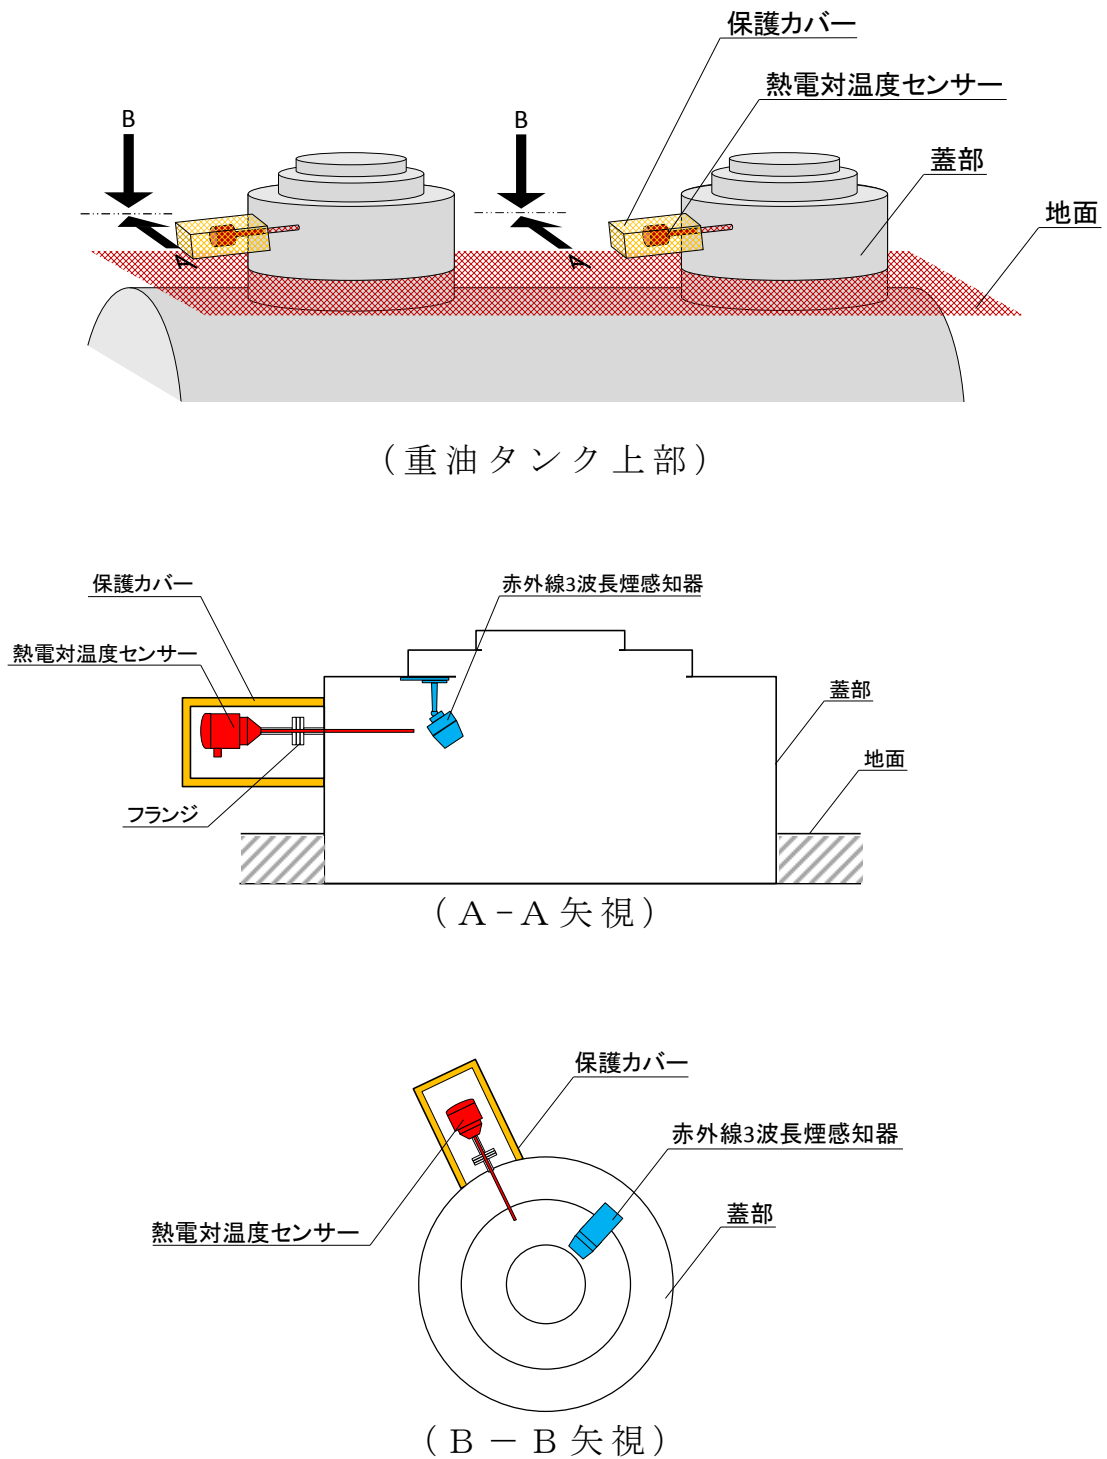 保護カバー
熱電対温度センサー
B
B
蓋部
地面
A
A
（重油タンク上部）
保護カバー
赤外線3波長煙感知器
熱電対温度センサー
蓋部
地面
フランジ
（A-A矢視）
保護カバー
赤外線3波長煙感知器
蓋部
熱電対温度センサー
（B－B矢視）